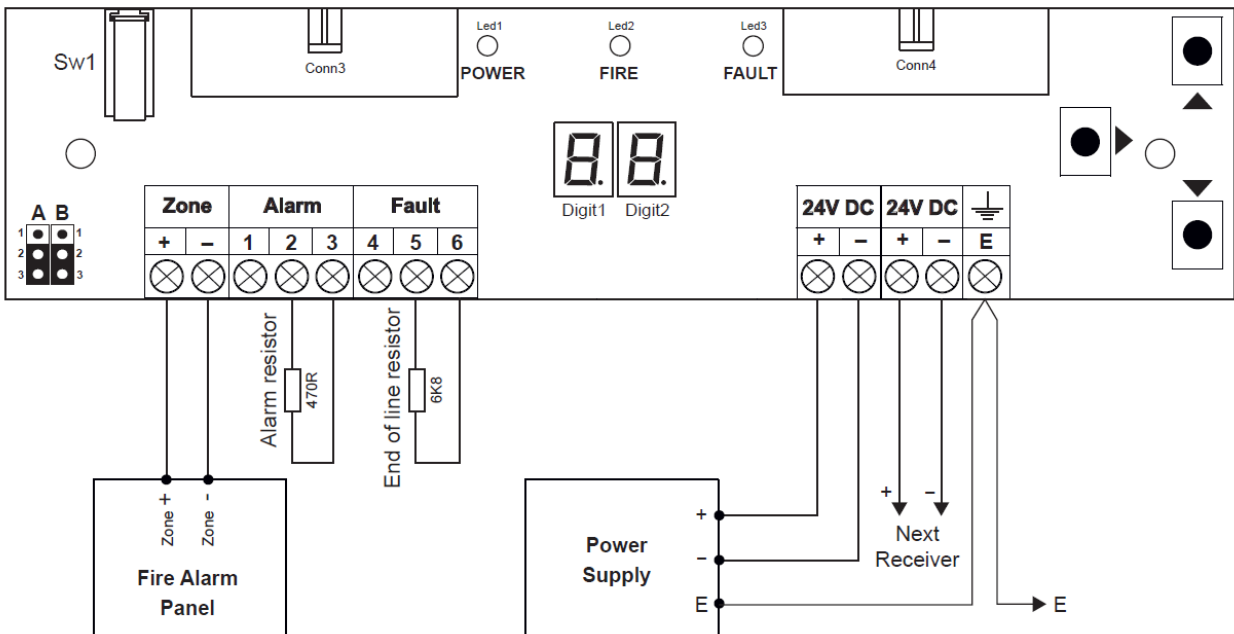 Led1
Led2
Led3
Sw1
Conn3
POWER
FIRE
FAULT
Conn4
8.
8.
Digit1
Digit2
A B
1 1
2 2
3 3
Zone
Alarm
Fault
+ – 1 2 3 4 5 6
24V DC
24V DC
+ – + – E
Alarm resistor
470R
End of line resistor
6K8
Zone +
Zone -
Fire Alarm
Panel
Power
Supply
+
–
E
+ –
Next
Receiver
E